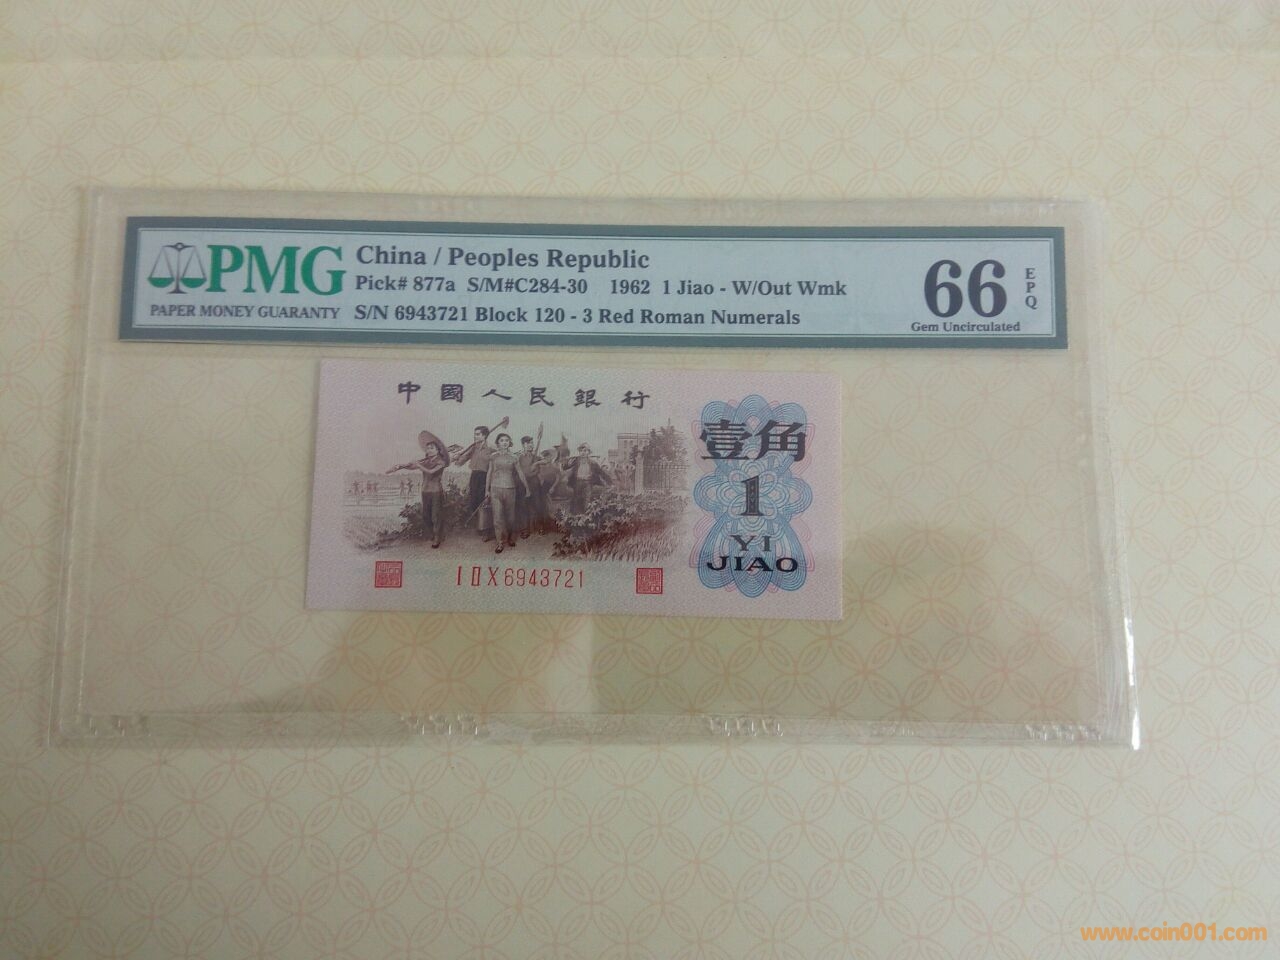 PMG
PAPER MONEY GUARANTY
China / Peoples Republic
Pick# 877a S/M#C284-30 1962 1 Jiao - W/Out Wmk
S/N 6943721 Block 120 - 3 Red Roman Numerals
66
EPQ
Gem Uncirculated
中國人民銀行
壹角
1
YI
JIAO
I II X 6943721
www.coin001.com